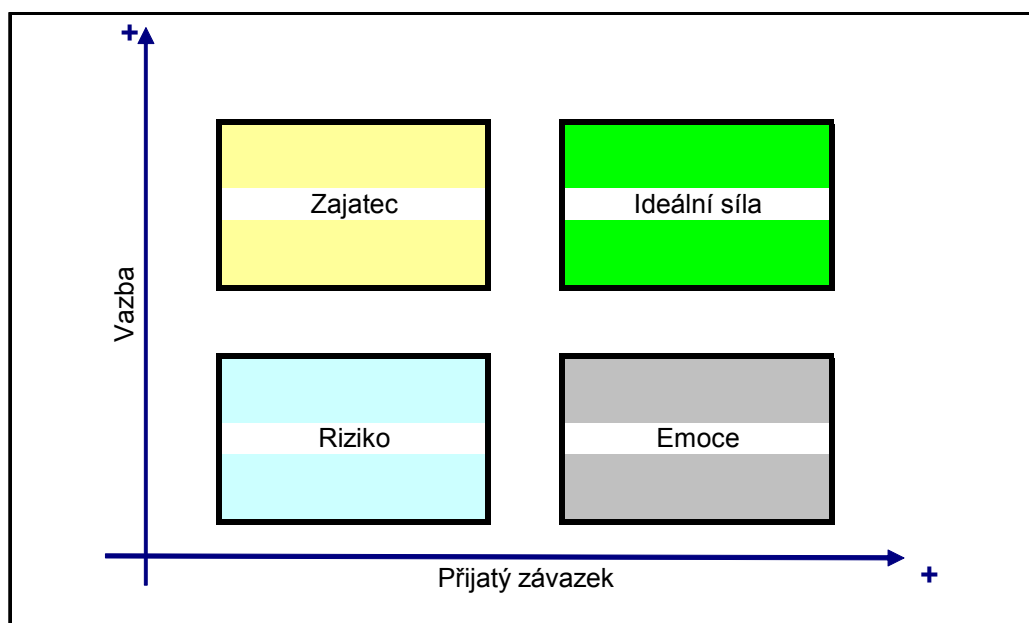 +
Zajatec
Ideální síla
Vazba
Riziko
Emoce
Přijatý závazek
+